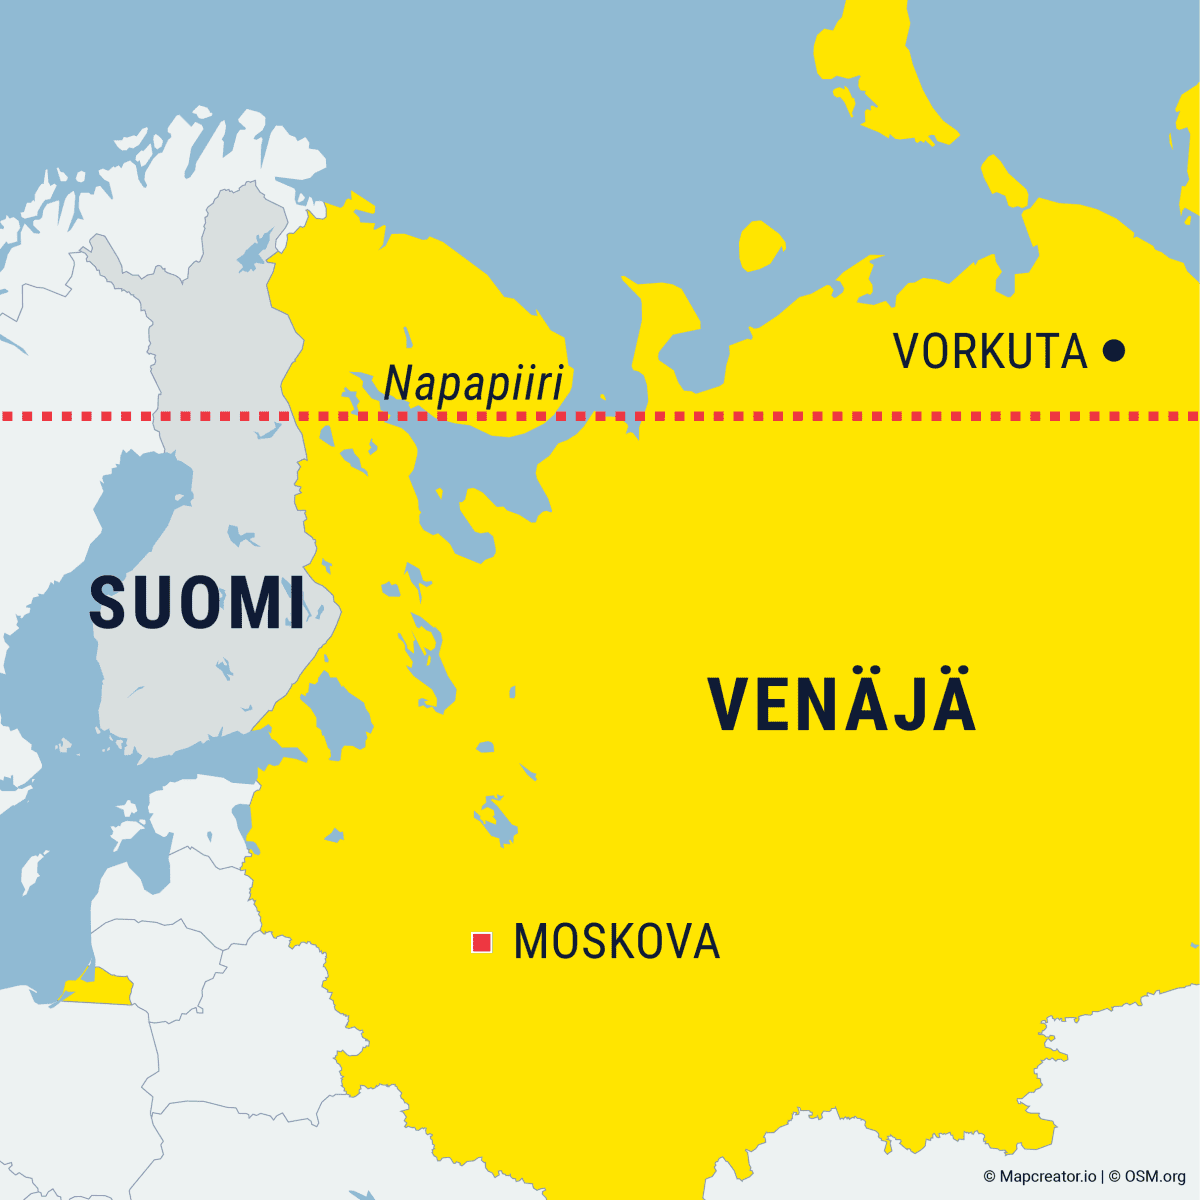 VORKUTA
Napapiiri
SUOMI
VENÄJÄ
MOSKOVA
© Mapcreator.io | © OSM.org